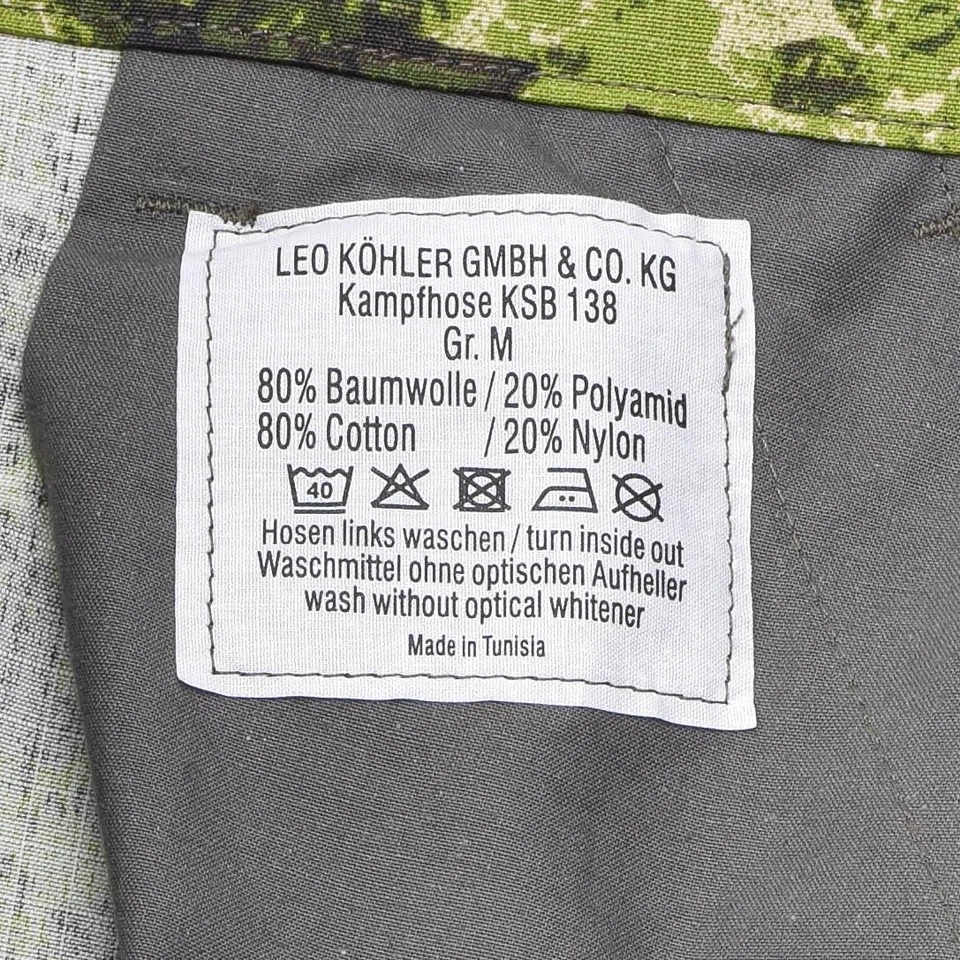 LEO KÖHLER GMBH & CO. KG
Kampfhose KSB 138
Gr. M
80% Baumwolle / 20% Polyamid
80% Cotton / 20% Nylon
40
Hosen links waschen / turn inside out
Waschmittel ohne optischen Aufheller
wash without optical whitener
Made in Tunisia